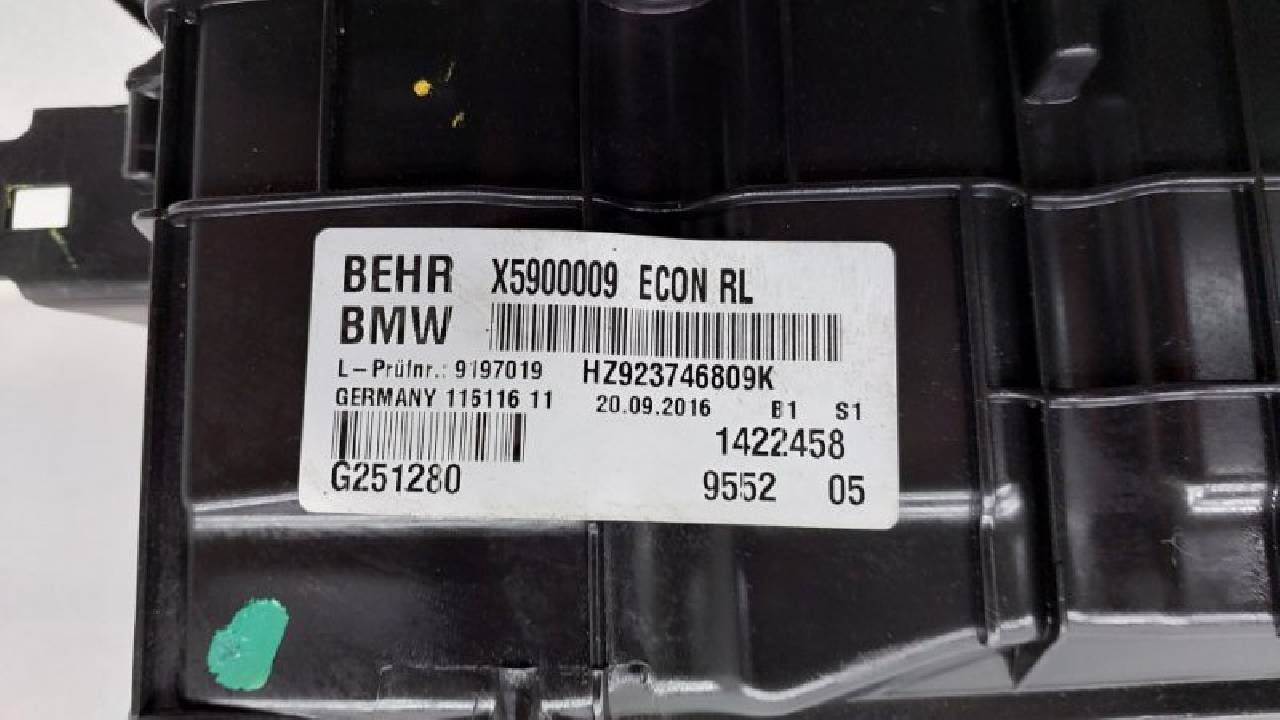 BEHR X5900009 ECON RL
BMW
L-Prüfnr.: 9197019 HZ923746809K
GERMANY 115116 11 20.09.2016 B1 S1
1422458
G251280 9552 05